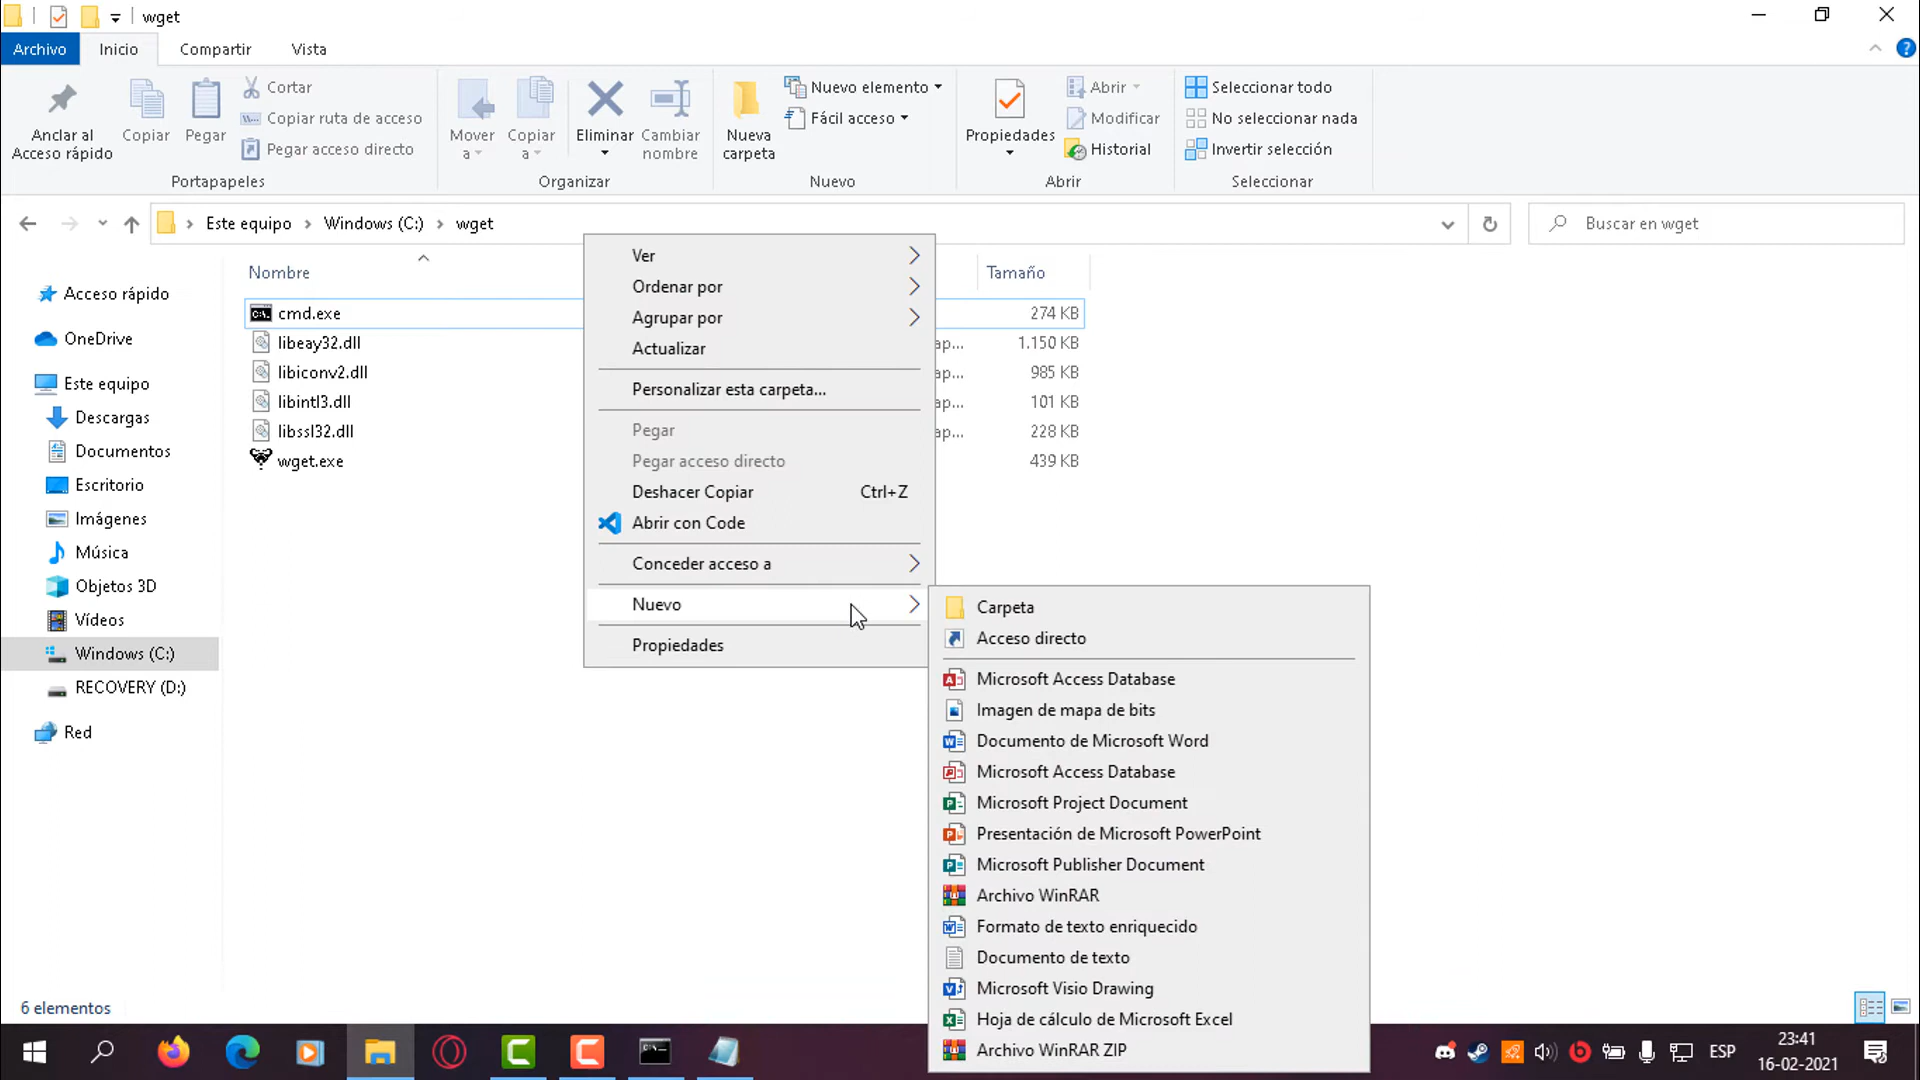 wget
Archivo
Inicio
Compartir
Vista
Anclar al
Acceso rápido
Copiar
Pegar
Cortar
Copiar ruta de acceso
Pegar acceso directo
Portapapeles
Mover
a
Copiar
a
Eliminar
Cambiar
nombre
Organizar
Nueva
carpeta
Nuevo elemento
Fácil acceso
Nuevo
Propiedades
Abrir
Modificar
Historial
Abrir
Seleccionar todo
No seleccionar nada
Invertir selección
Seleccionar
Este equipo
Windows (C:)
wget
Buscar en wget
Acceso rápido
OneDrive
Este equipo
Descargas
Documentos
Escritorio
Imágenes
Música
Objetos 3D
Vídeos
Windows (C:)
RECOVERY (D:)
Red
Nombre
Tamaño
cmd.exe
274 KB
libeay32.dll
ap...
1.150 KB
libiconv2.dll
ap...
985 KB
libintl3.dll
ap...
101 KB
libssl32.dll
ap...
228 KB
wget.exe
439 KB
Ver
Ordenar por
Agrupar por
Actualizar
Personalizar esta carpeta...
Pegar
Pegar acceso directo
Deshacer Copiar Ctrl+Z
Abrir con Code
Conceder acceso a
Nuevo
Propiedades
Carpeta
Acceso directo
Microsoft Access Database
Imagen de mapa de bits
Documento de Microsoft Word
Microsoft Access Database
Microsoft Project Document
Presentación de Microsoft PowerPoint
Microsoft Publisher Document
Archivo WinRAR
Formato de texto enriquecido
Documento de texto
Microsoft Visio Drawing
Hoja de cálculo de Microsoft Excel
Archivo WinRAR ZIP
6 elementos
ESP
23:41
16-02-2021